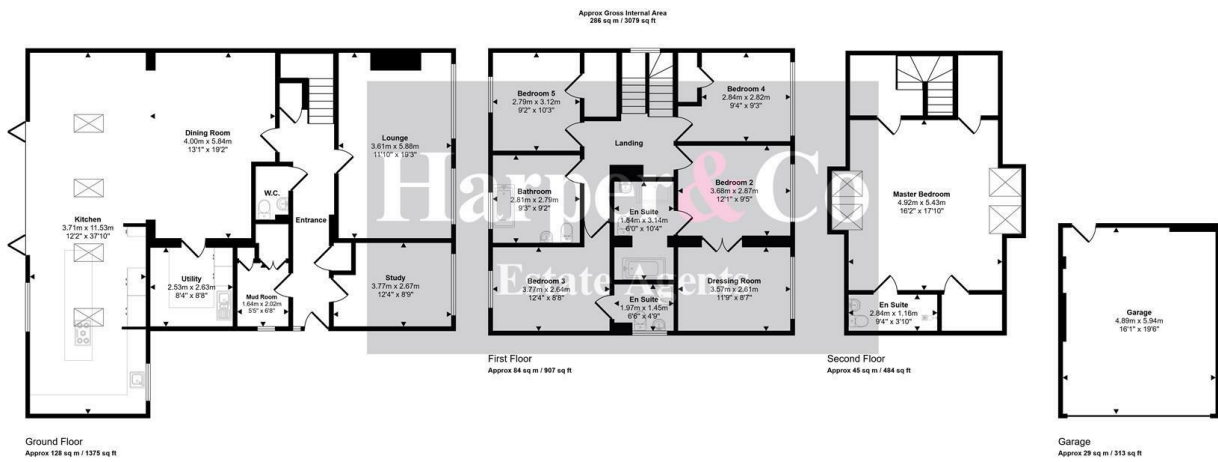 Approx Gross Internal Area
286 sq m / 3079 sq ft
Kitchen
3.71m x 11.53m
12'2" x 37'10"
Dining Room
4.00m x 5.84m
13'1" x 19'2"
Lounge
3.61m x 5.88m
11'10" x 19'3"
W.C.
Entrance
Utility
2.53m x 2.63m
8'4" x 8'8"
Mud Room
1.64m x 2.02m
5'5" x 6'8"
Study
3.77m x 2.67m
12'4" x 8'9"
Ground Floor
Approx 128 sq m / 1375 sq ft
Harper&Co
Estate Agents
Bedroom 5
2.79m x 3.12m
9'2" x 10'3"
Bedroom 4
2.84m x 2.82m
9'4" x 9'3"
Landing
Bathroom
2.81m x 2.79m
9'3" x 9'2"
Bedroom 2
3.68m x 2.87m
12'1" x 9'5"
En Suite
1.84m x 3.14m
6'0" x 10'4"
Bedroom 3
3.77m x 2.64m
12'4" x 8'8"
En Suite
1.97m x 1.45m
6'6" x 4'9"
Dressing Room
3.57m x 2.61m
11'9" x 8'7"
First Floor
Approx 84 sq m / 907 sq ft
Master Bedroom
4.92m x 5.43m
16'2" x 17'10"
En Suite
2.84m x 1.16m
9'4" x 3'10"
Second Floor
Approx 45 sq m / 484 sq ft
Garage
4.89m x 5.94m
16'1" x 19'6"
Garage
Approx 29 sq m / 313 sq ft